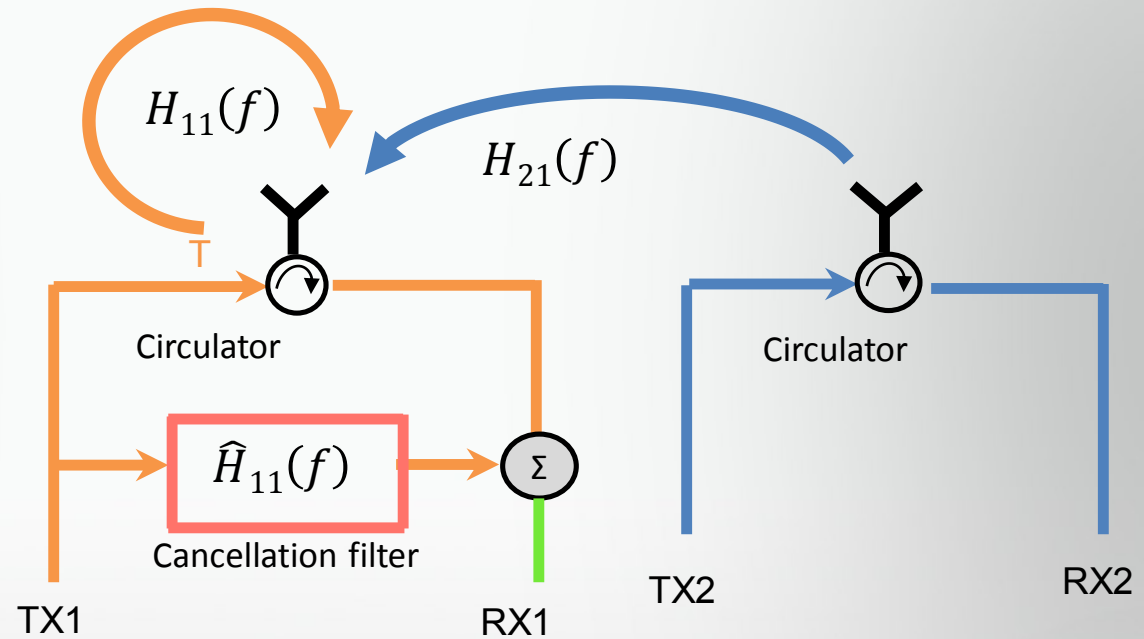 H₁₁(f)
H₂₁(f)
T
Circulator
Circulator
Ĥ₁₁(f)
Σ
Cancellation filter
TX1
RX1
TX2
RX2